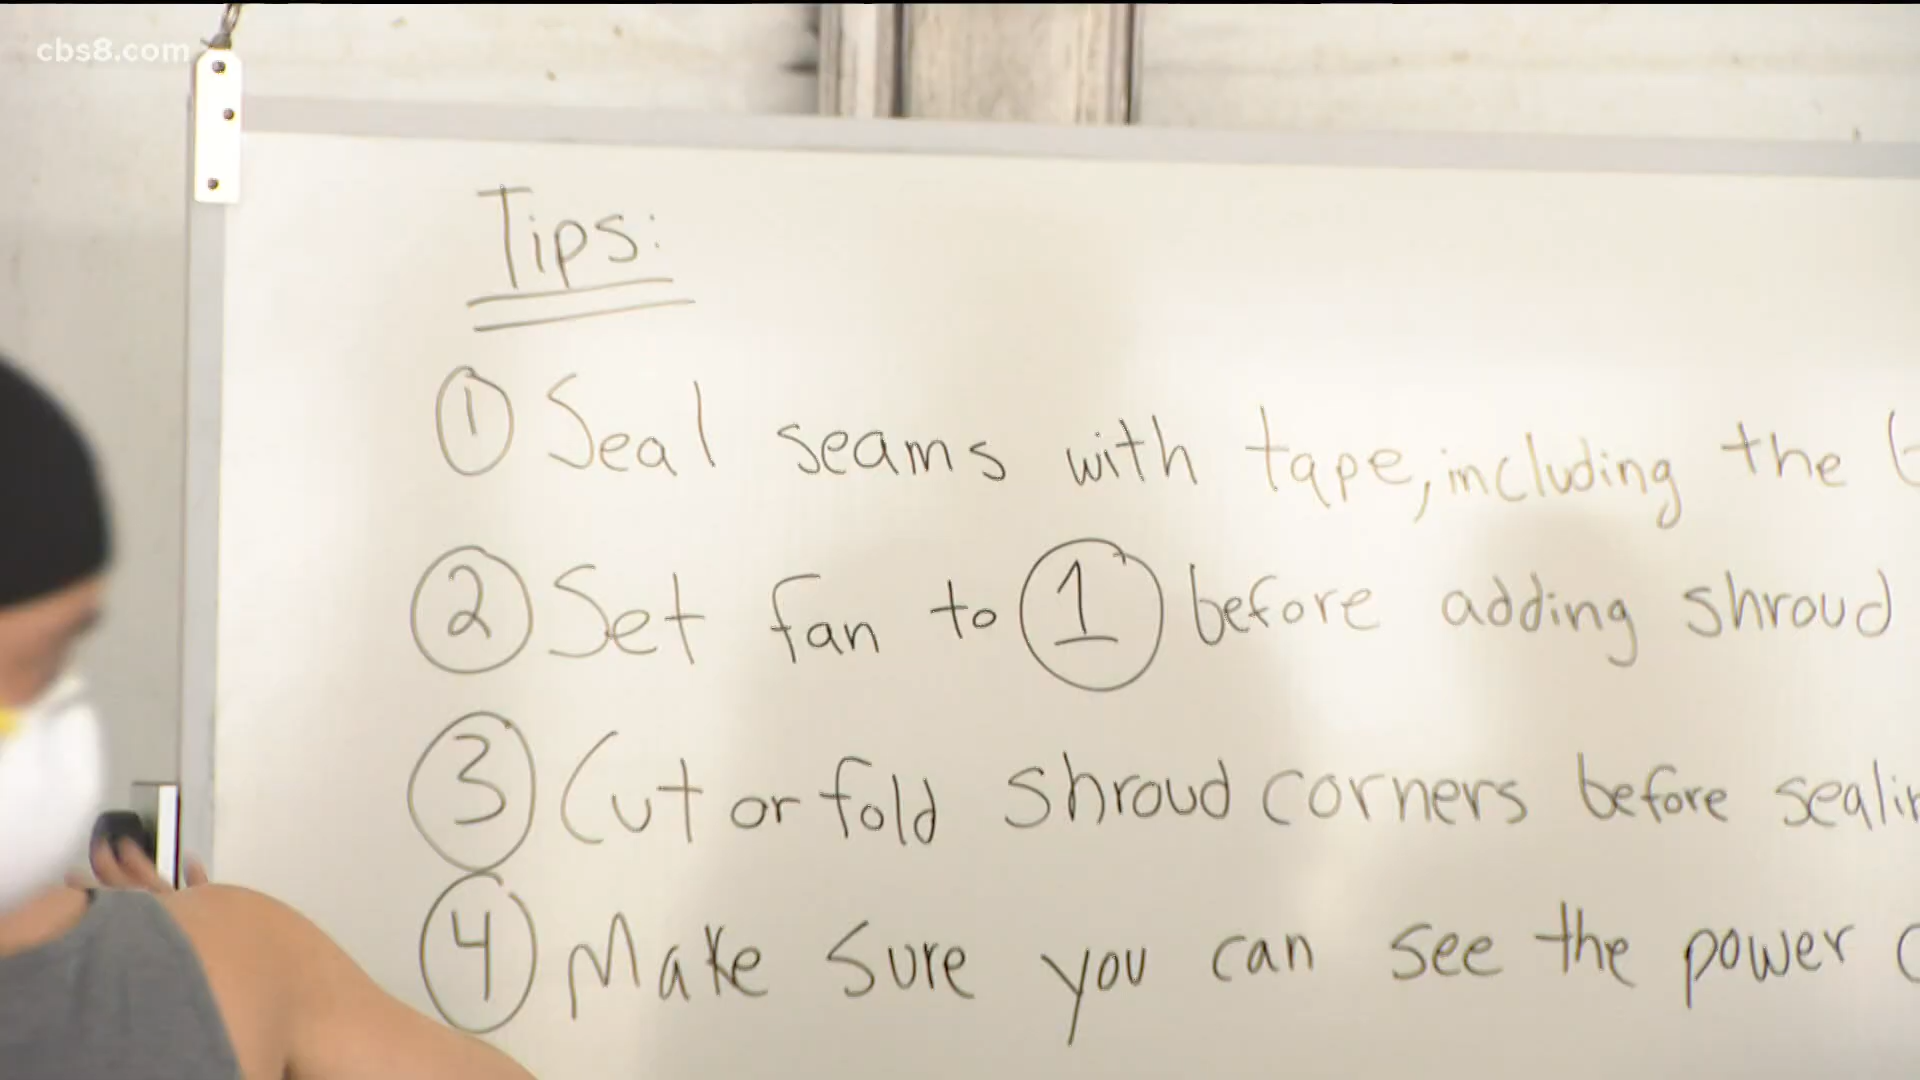 cbs8.com
Tips:
1 Seal seams with tape, including the
2 Set fan to 1 before adding shroud
3 Cut or fold shroud corners before sealin
4 Make sure you can see the power